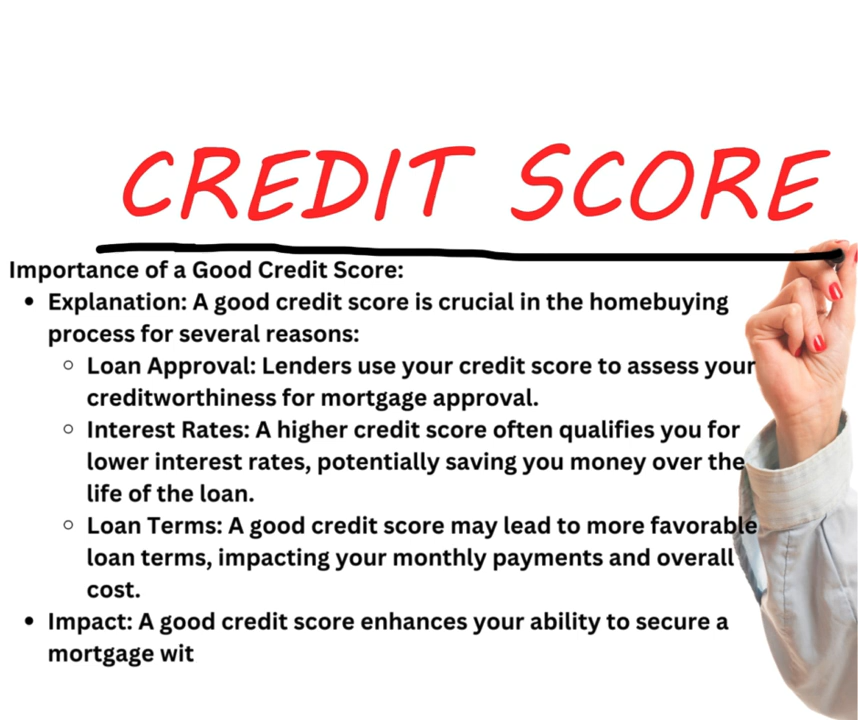 CREDIT SCORE
Importance of a Good Credit Score:
• Explanation: A good credit score is crucial in the homebuying
process for several reasons:
○ Loan Approval: Lenders use your credit score to assess your
creditworthiness for mortgage approval.
○ Interest Rates: A higher credit score often qualifies you for
lower interest rates, potentially saving you money over the
life of the loan.
○ Loan Terms: A good credit score may lead to more favorable
loan terms, impacting your monthly payments and overall
cost.
• Impact: A good credit score enhances your ability to secure a
mortgage wit